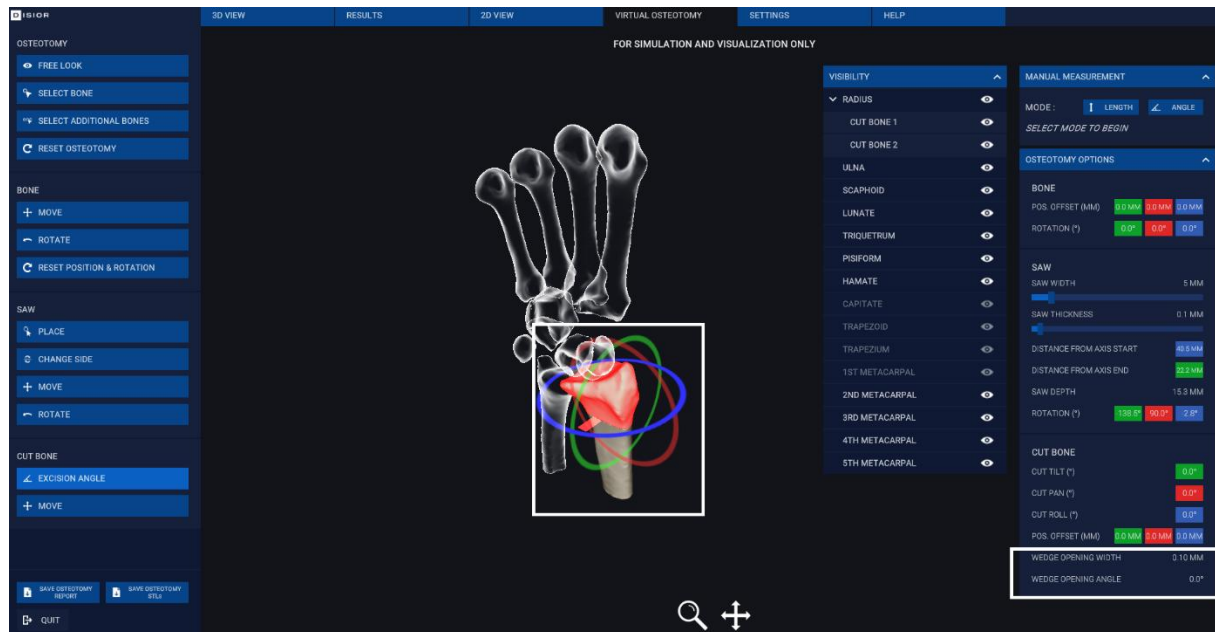 DISIOR
3D VIEW
RESULTS
2D VIEW
VIRTUAL OSTEOTOMY
SETTINGS
HELP
FOR SIMULATION AND VISUALIZATION ONLY
OSTEOTOMY
FREE LOOK
SELECT BONE
SELECT ADDITIONAL BONES
RESET OSTEOTOMY
BONE
MOVE
ROTATE
RESET POSITION & ROTATION
SAW
PLACE
CHANGE SIDE
MOVE
ROTATE
CUT BONE
EXCISION ANGLE
MOVE
SAVE OSTEOTOMY
REPORT
SAVE OSTEOTOMY
STLs
QUIT
VISIBILITY
RADIUS
CUT BONE 1
CUT BONE 2
ULNA
SCAPHOID
LUNATE
TRIQUETRUM
PISIFORM
HAMATE
CAPITATE
TRAPEZOID
TRAPEZIUM
1ST METACARPAL
2ND METACARPAL
3RD METACARPAL
4TH METACARPAL
5TH METACARPAL
MANUAL MEASUREMENT
MODE : LENGTH ANGLE
SELECT MODE TO BEGIN
OSTEOTOMY OPTIONS
BONE
POS. OFFSET (MM) 0.0 MM 0.0 MM 0.0 MM
ROTATION (°) 0.0° 0.0° 0.0°
SAW
SAW WIDTH 5 MM
SAW THICKNESS 0.1 MM
DISTANCE FROM AXIS START
DISTANCE FROM AXIS END 22.2 MM
SAW DEPTH 15.3 MM
ROTATION (°) -138.5° 90.0° -2.8°
CUT BONE
CUT TILT (°) 0.0°
CUT PAN (°) 0.0°
CUT ROLL (°) 0.0°
POS. OFFSET (MM) 0.0 MM 0.0 MM 0.0 MM
WEDGE OPENING WIDTH 0.10 MM
WEDGE OPENING ANGLE 0.0°